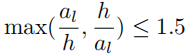 max(a_l/h, h/a_l) ≤ 1.5